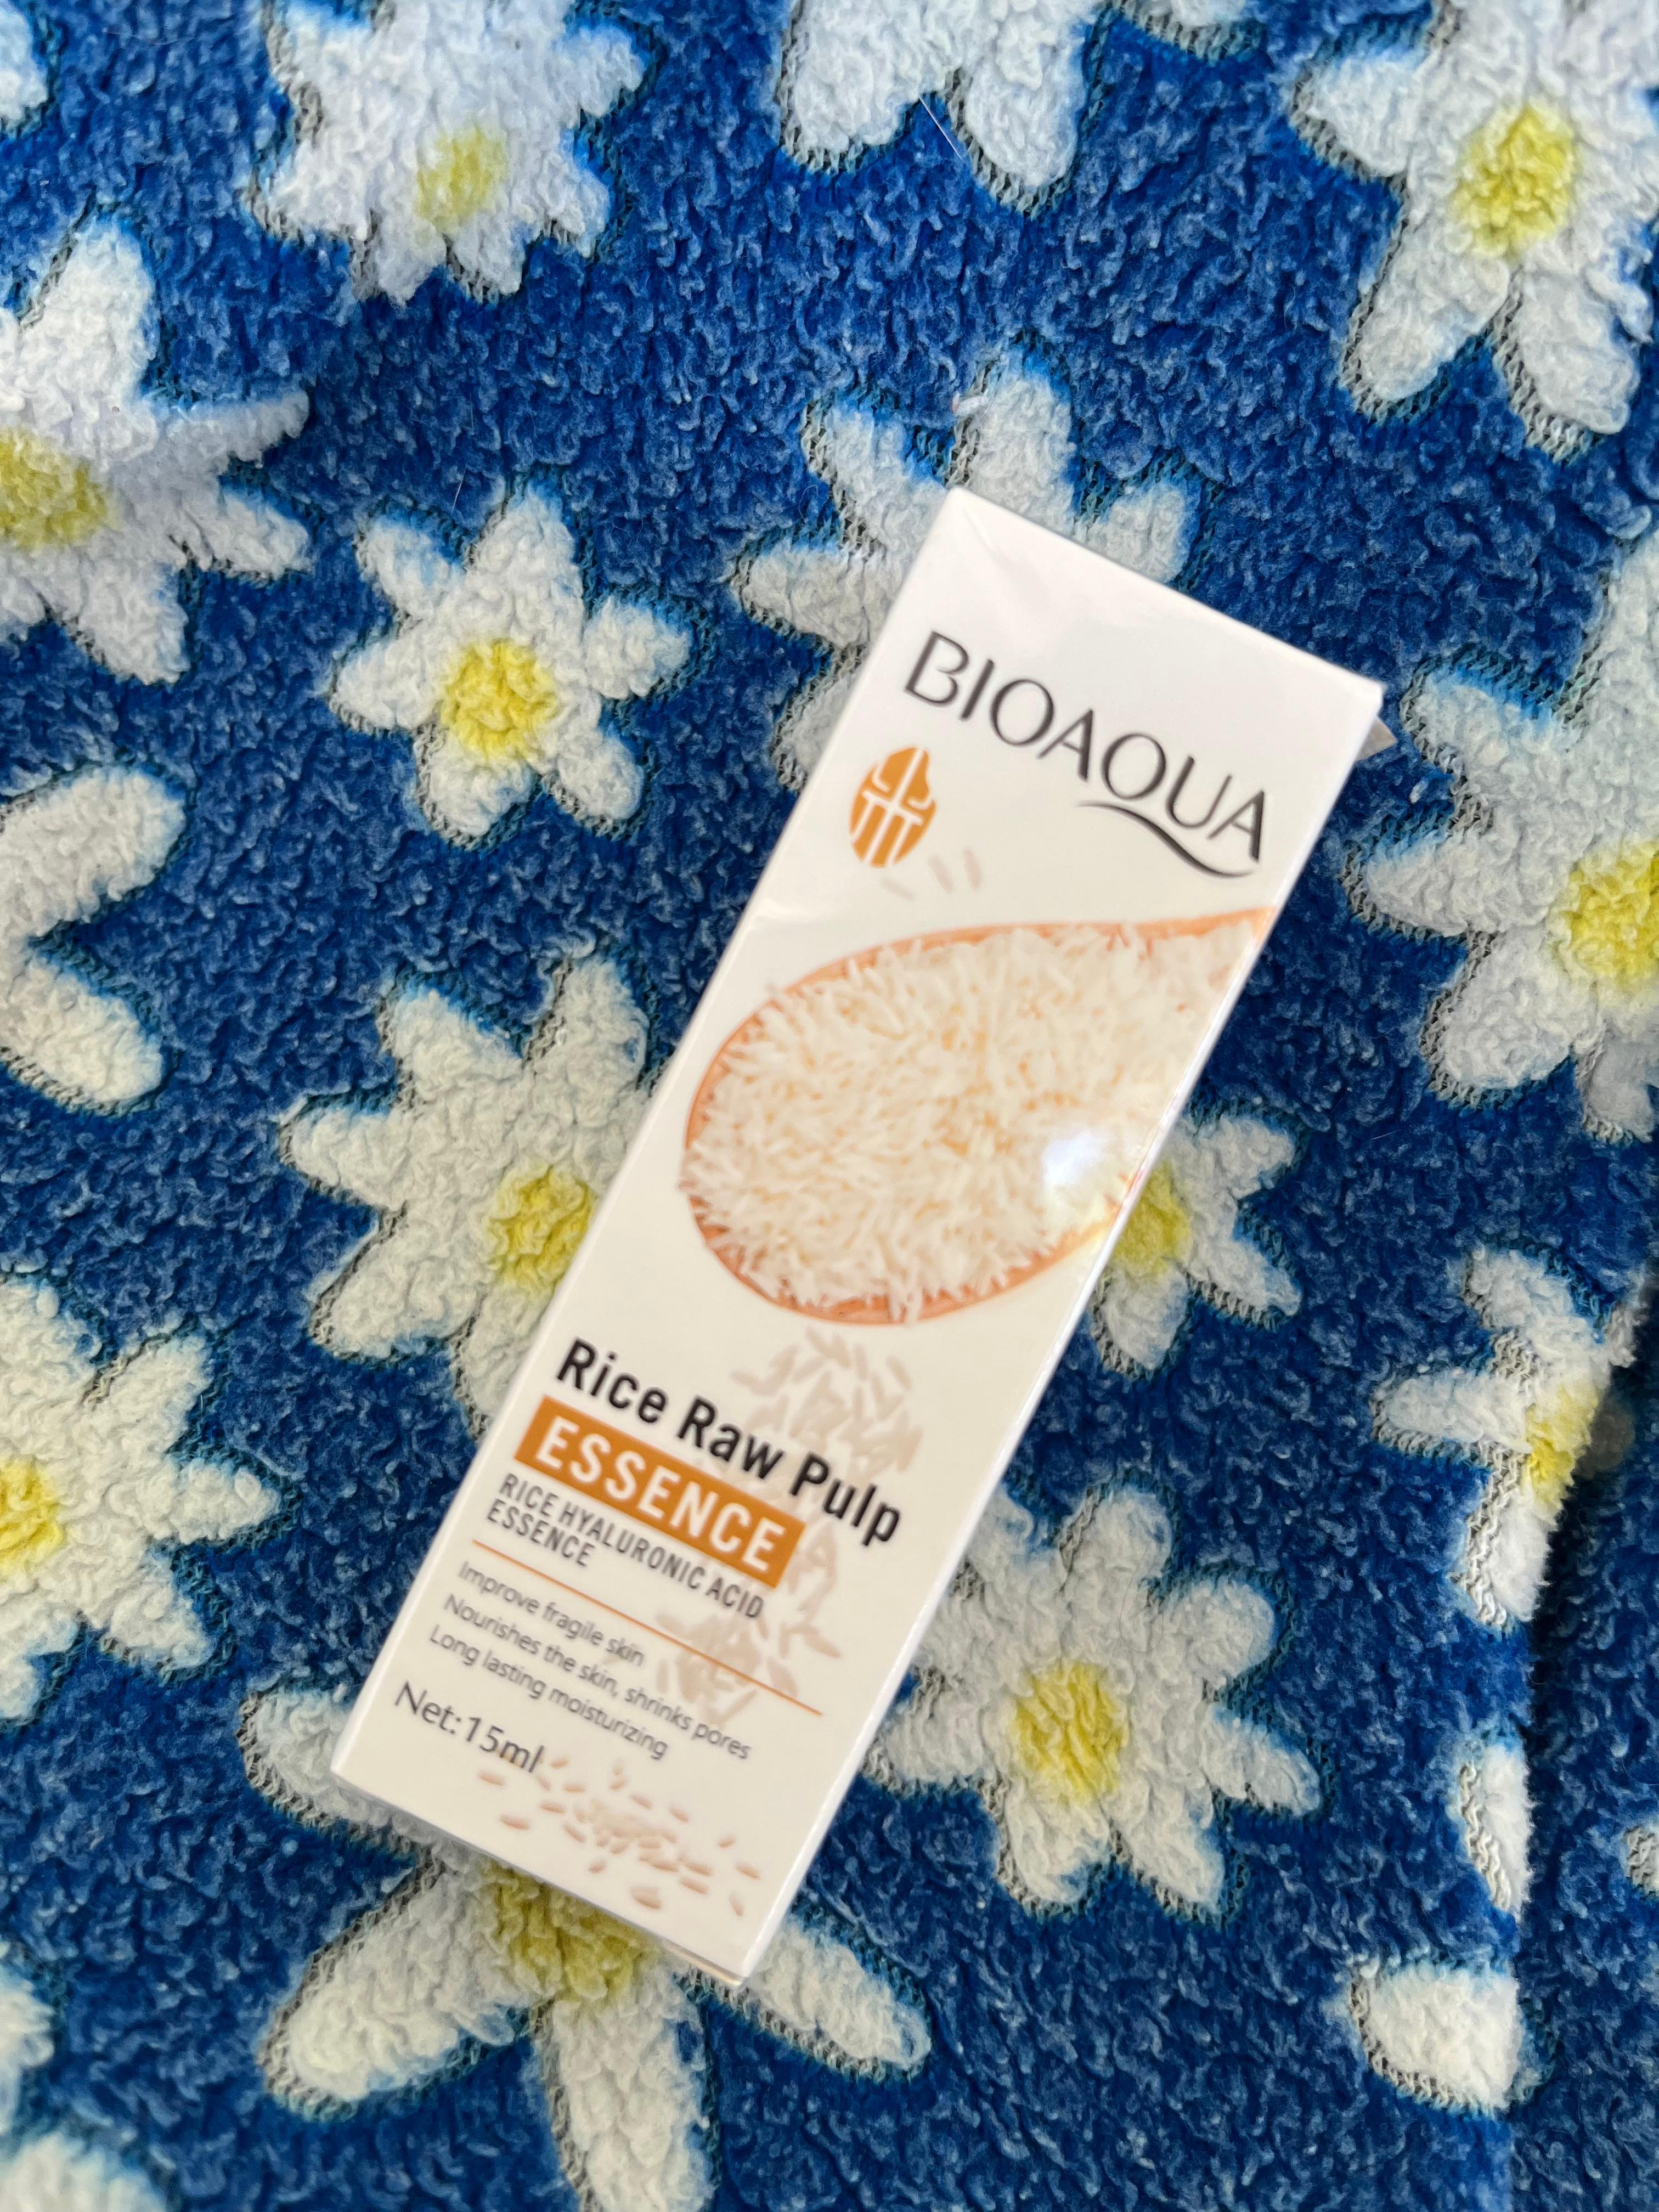 BIOAQUA
Rice Raw Pulp
ESSENCE
RICE HYALURONIC ACID
ESSENCE
Improve fragile skin
Nourishes the skin, shrinks pores
Long lasting moisturizing
Net:15ml